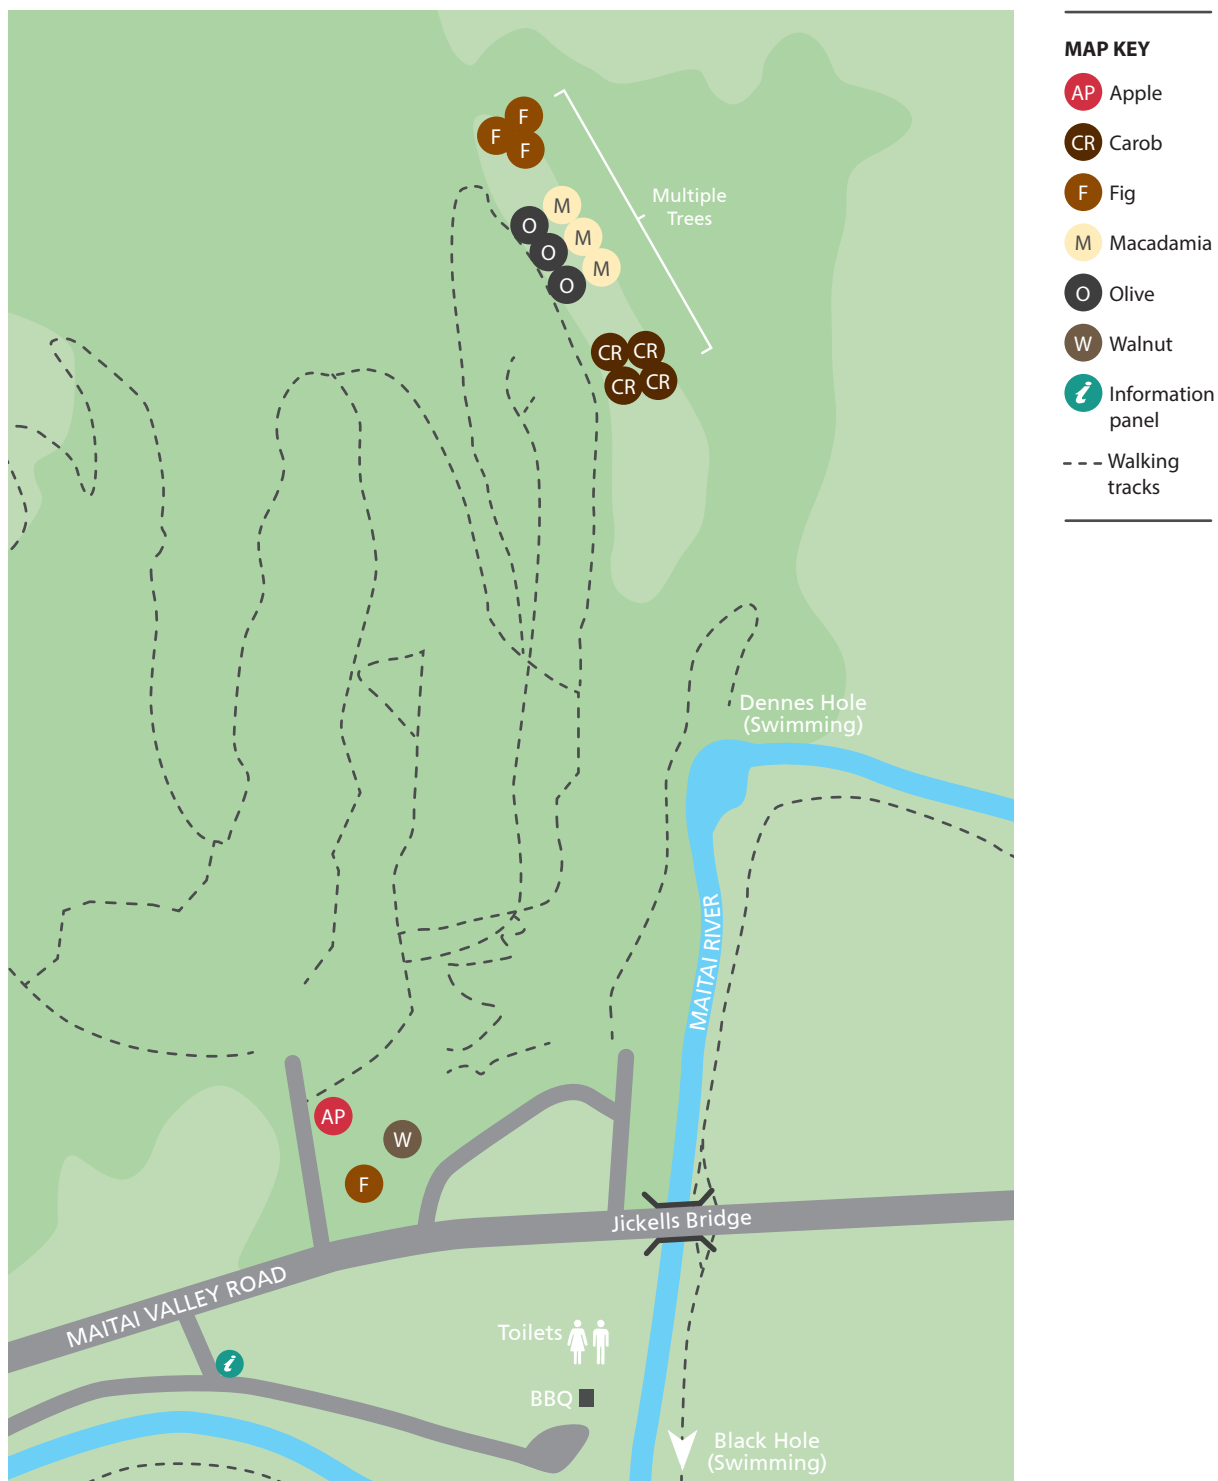 F
F
F
Multiple
Trees
M
O
M
O
M
O
CR
CR
CR
CR
Dennes Hole
(Swimming)
MAITAI RIVER
AP
W
F
Jickells Bridge
MAITAI VALLEY ROAD
Toilets
i
BBQ
Black Hole
(Swimming)
MAP KEY
AP Apple
CR Carob
F Fig
M Macadamia
O Olive
W Walnut
i Information
panel
Walking
tracks